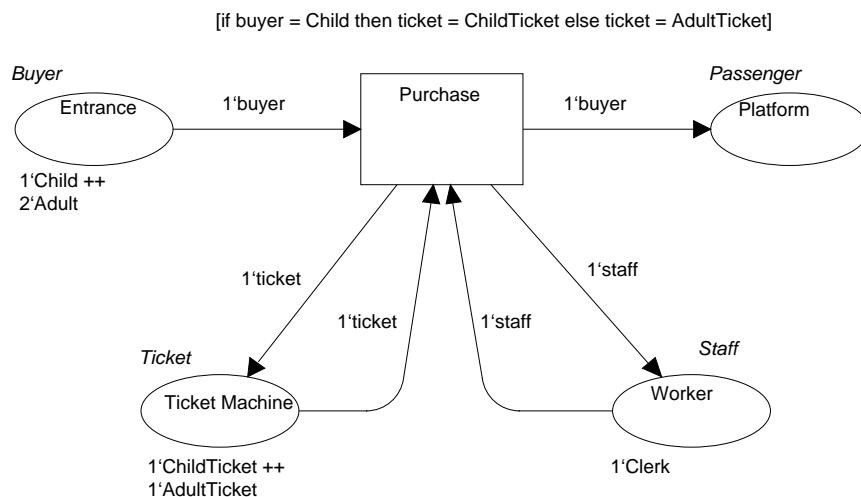 [if buyer = Child then ticket = ChildTicket else ticket = AdultTicket]
Buyer
Passenger
Entrance
Purchase
Platform
1‘buyer
1‘buyer
1‘Child ++
2‘Adult
1‘ticket
1‘staff
1‘ticket
1‘staff
Ticket
Staff
Ticket Machine
Worker
1‘ChildTicket ++
1‘AdultTicket
1‘Clerk